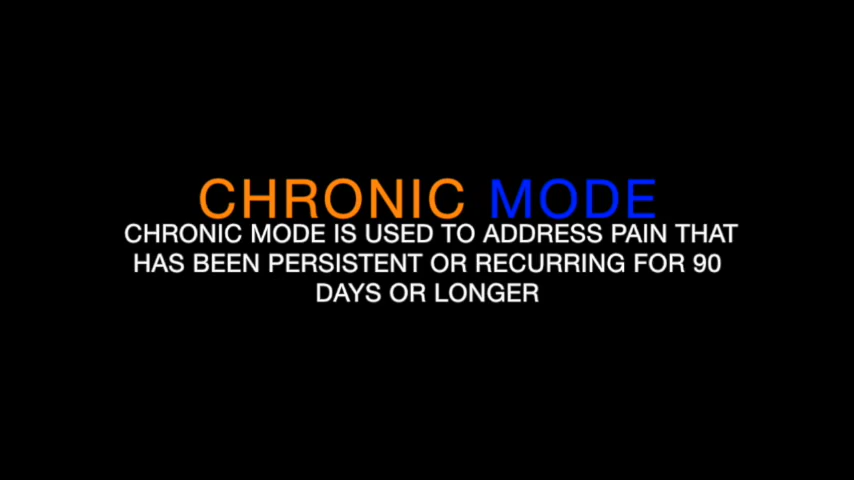 CHRONIC MODE
CHRONIC MODE IS USED TO ADDRESS PAIN THAT
HAS BEEN PERSISTENT OR RECURRING FOR 90
DAYS OR LONGER